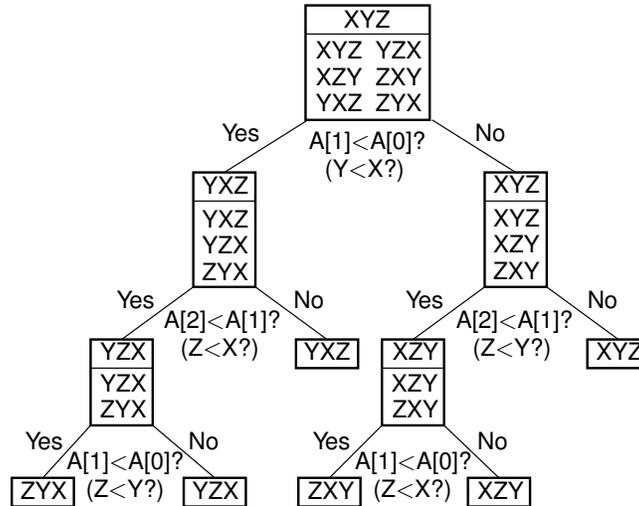 XYZ
XYZ YZX
XZY ZXY
YXZ ZYX
Yes
A[1]<A[0]?
(Y<X?)
No
YXZ
YXZ
YZX
ZYX
XYZ
XYZ
XZY
ZXY
Yes
A[2]<A[1]?
(Z<X?)
No
Yes
A[2]<A[1]?
(Z<Y?)
No
YZX
YZX
ZYX
YXZ
XZY
XZY
ZXY
XYZ
Yes
A[1]<A[0]?
(Z<Y?)
No
Yes
A[1]<A[0]?
(Z<X?)
No
ZYX
YZX
ZXY
XZY